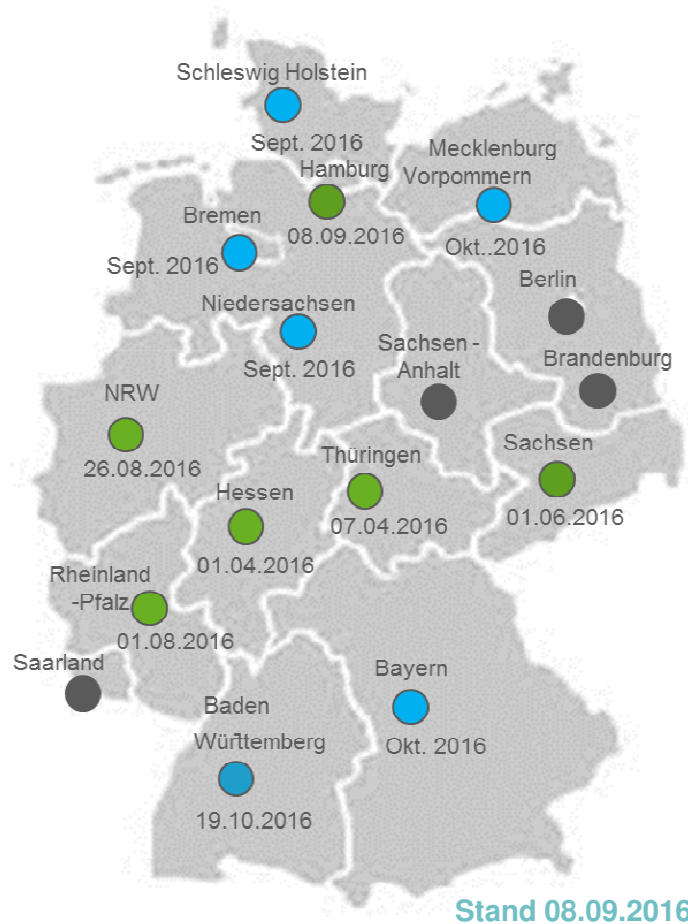 Schleswig Holstein
Sept. 2016
Hamburg
08.09.2016
Mecklenburg
Vorpommern
Okt..2016
Bremen
Sept. 2016
Niedersachsen
Sept. 2016
Berlin
Brandenburg
Sachsen -
Anhalt
NRW
26.08.2016
Hessen
01.04.2016
Thüringen
07.04.2016
Sachsen
01.06.2016
Rheinland
-Pfalz
01.08.2016
Saarland
Baden
Württemberg
19.10.2016
Bayern
Okt. 2016
Stand 08.09.2016